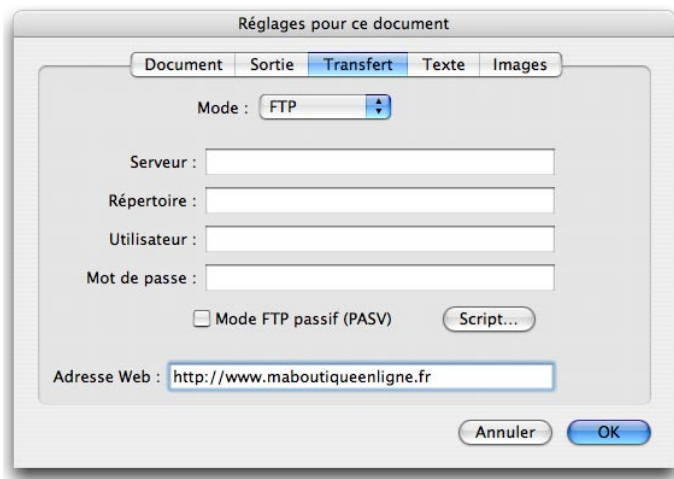 Réglages pour ce document
Document Sortie Transfert Texte Images
Mode : FTP
Serveur :
Répertoire :
Utilisateur :
Mot de passe :
Mode FTP passif (PASV) Script...
Adresse Web : http://www.maboutiqueenligne.fr
Annuler OK